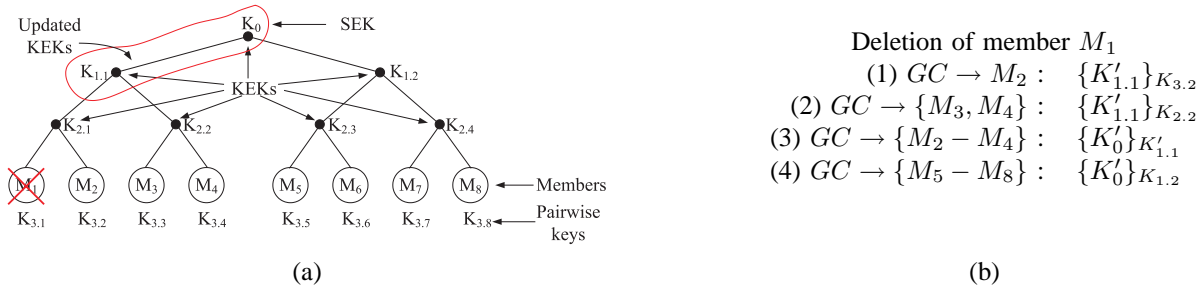 Updated
KEKs
K₀
SEK
K₁.₁
K₁.₂
KEKs
K₂.₁
K₂.₂
K₂.₃
K₂.₄
M₁
M₂
M₃
M₄
M₅
M₆
M₇
M₈
Members
K₃.₁
K₃.₂
K₃.₃
K₃.₄
K₃.₅
K₃.₆
K₃.₇
K₃.₈
Pairwise
keys
(a)
Deletion of member M₁
(1) GC → M₂ : {K′₁.₁}K₃.₂
(2) GC → {M₃, M₄} : {K′₁.₁}K₂.₂
(3) GC → {M₂ − M₄} : {K′₀}K′₁.₁
(4) GC → {M₅ − M₈} : {K′₀}K₁.₂
(b)